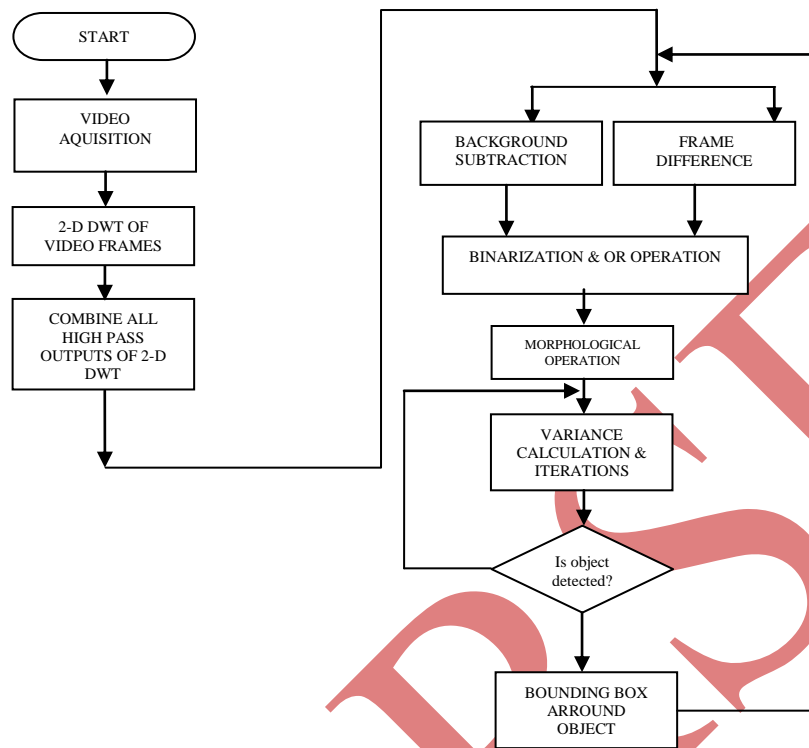 START
VIDEO
AQUISITION
2-D DWT OF
VIDEO FRAMES
COMBINE ALL
HIGH PASS
OUTPUTS OF 2-D
DWT
BACKGROUND
SUBTRACTION
FRAME
DIFFERENCE
BINARIZATION & OR OPERATION
MORPHOLOGICAL
OPERATION
VARIANCE
CALCULATION &
ITERATIONS
Is object
detected?
BOUNDING BOX
ARROUND
OBJECT